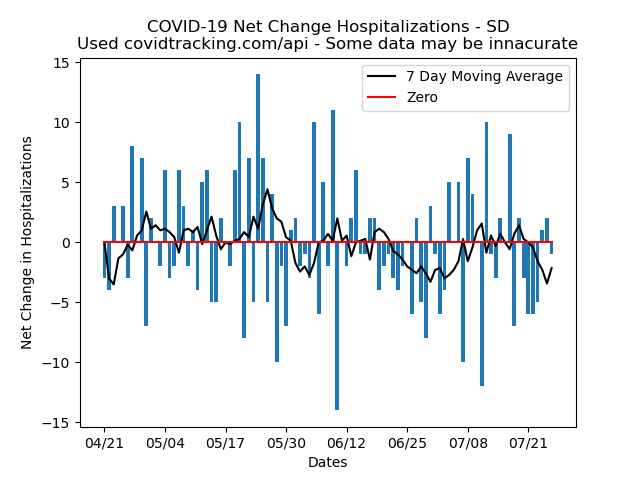 COVID-19 Net Change Hospitalizations - SD
Used covidtracking.com/api - Some data may be innacurate
7 Day Moving Average
Zero
Net Change in Hospitalizations
15
10
5
0
−5
−10
−15
04/21 05/04 05/17 05/30 06/12 06/25 07/08 07/21
Dates